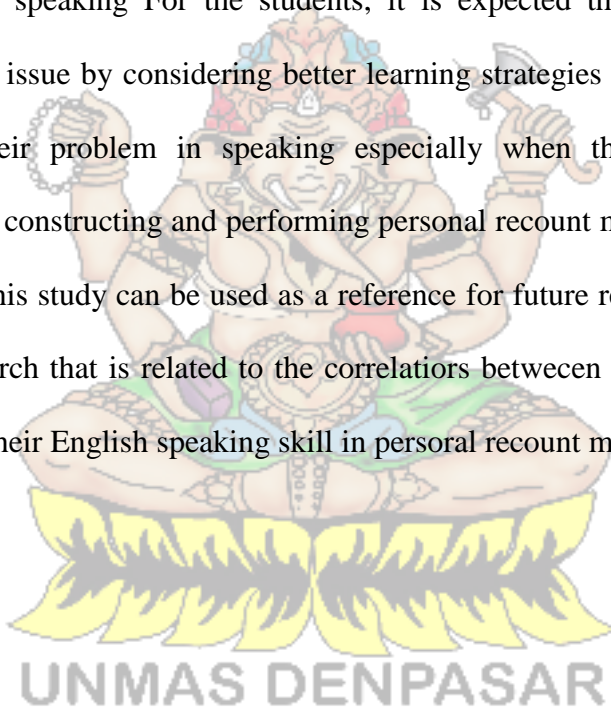 speaking For the students, it is expected th
issue by considering better learning strategies
eir problem in speaking especially when th
constructing and performing personal recount m
his study can be used as a reference for future re
rch that is related to the correlatiors betwecen
heir English speaking skill in persoral recount m
UNMAS DENPASAR